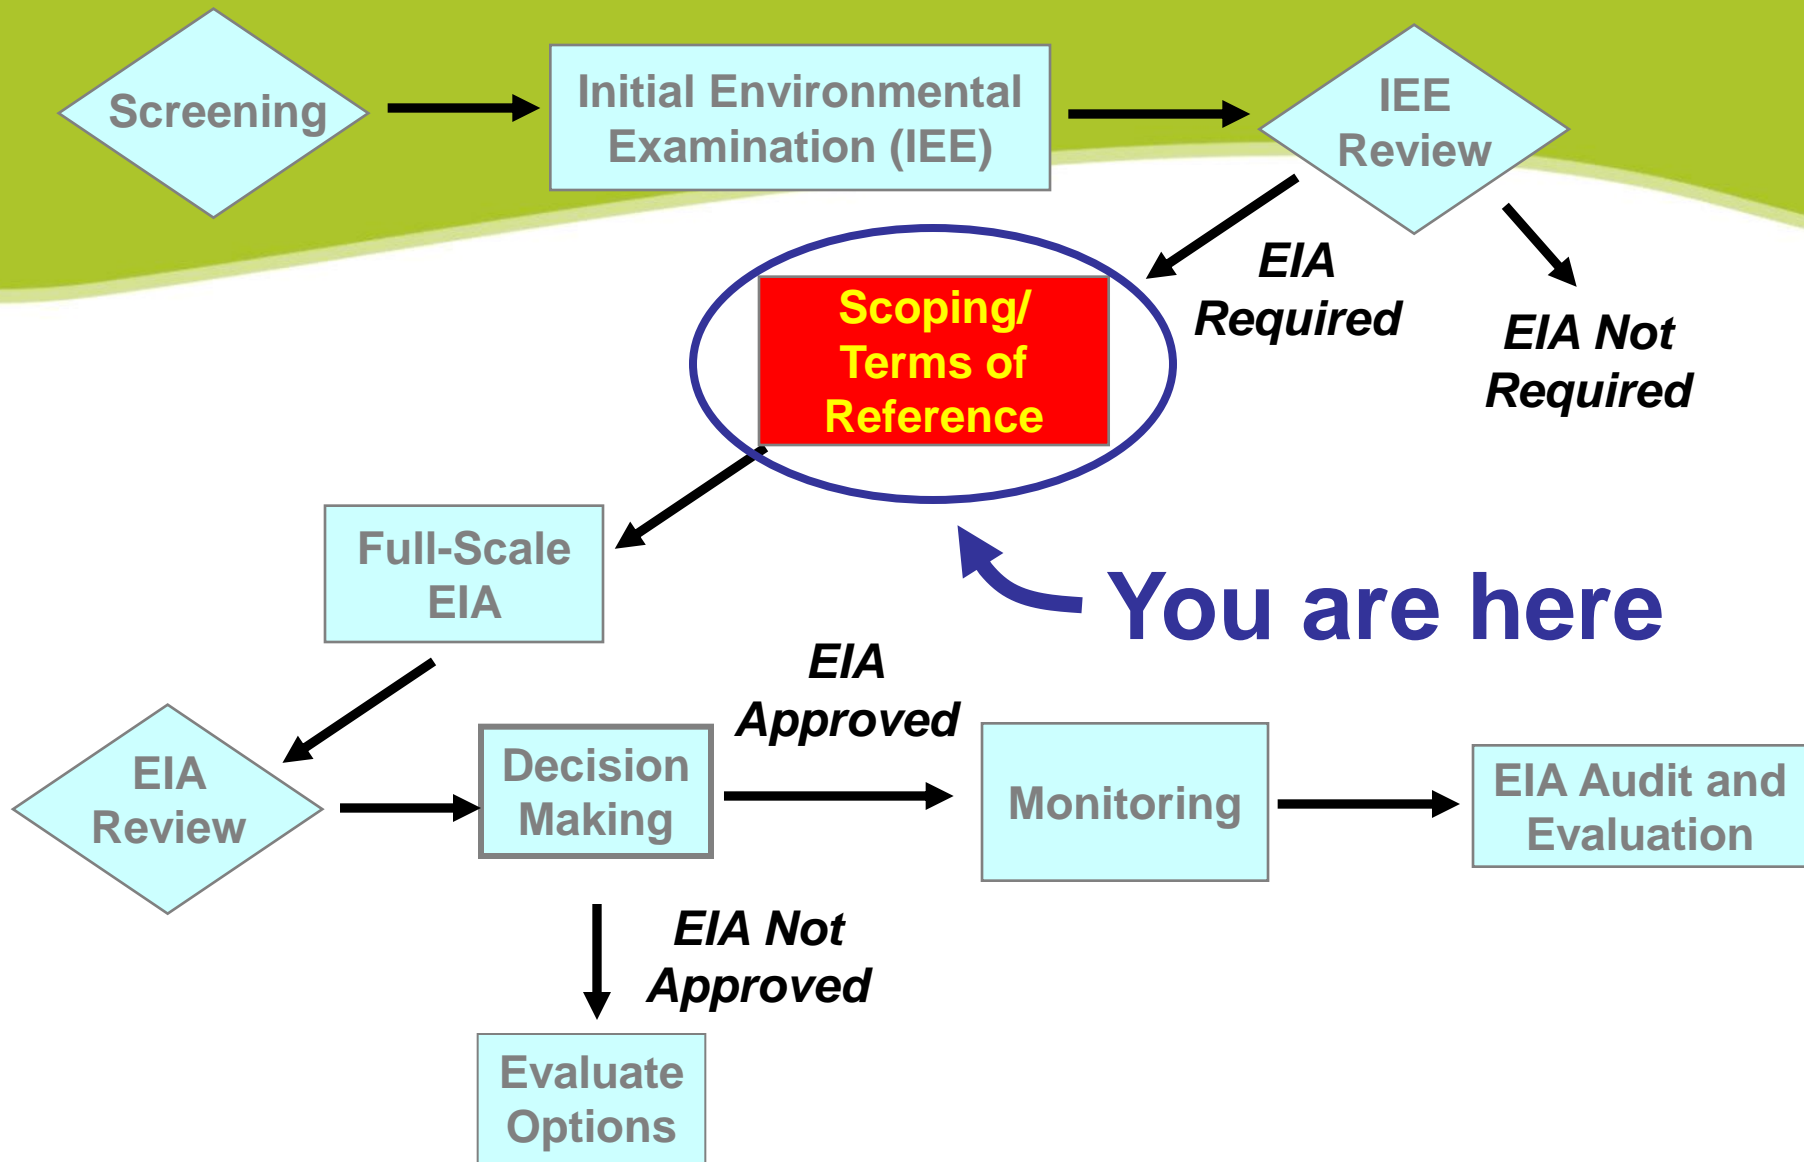 Screening
Initial Environmental
Examination (IEE)
IEE
Review
EIA
Required
EIA Not
Required
Scoping/
Terms of
Reference
Full-Scale
EIA
You are here
EIA
Review
Decision
Making
EIA
Approved
Monitoring
EIA Audit and
Evaluation
EIA Not
Approved
Evaluate
Options